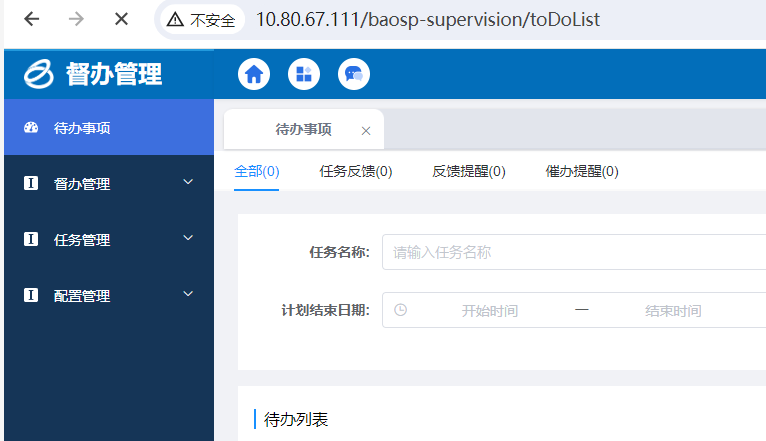 不安全 10.80.67.111/baosp-supervision/toDoList
督办管理
待办事项
督办管理
任务管理
配置管理
待办事项
全部(0) 任务反馈(0) 反馈提醒(0) 催办提醒(0)
任务名称: 请输入任务名称
计划结束日期: 开始时间 — 结束时间
待办列表